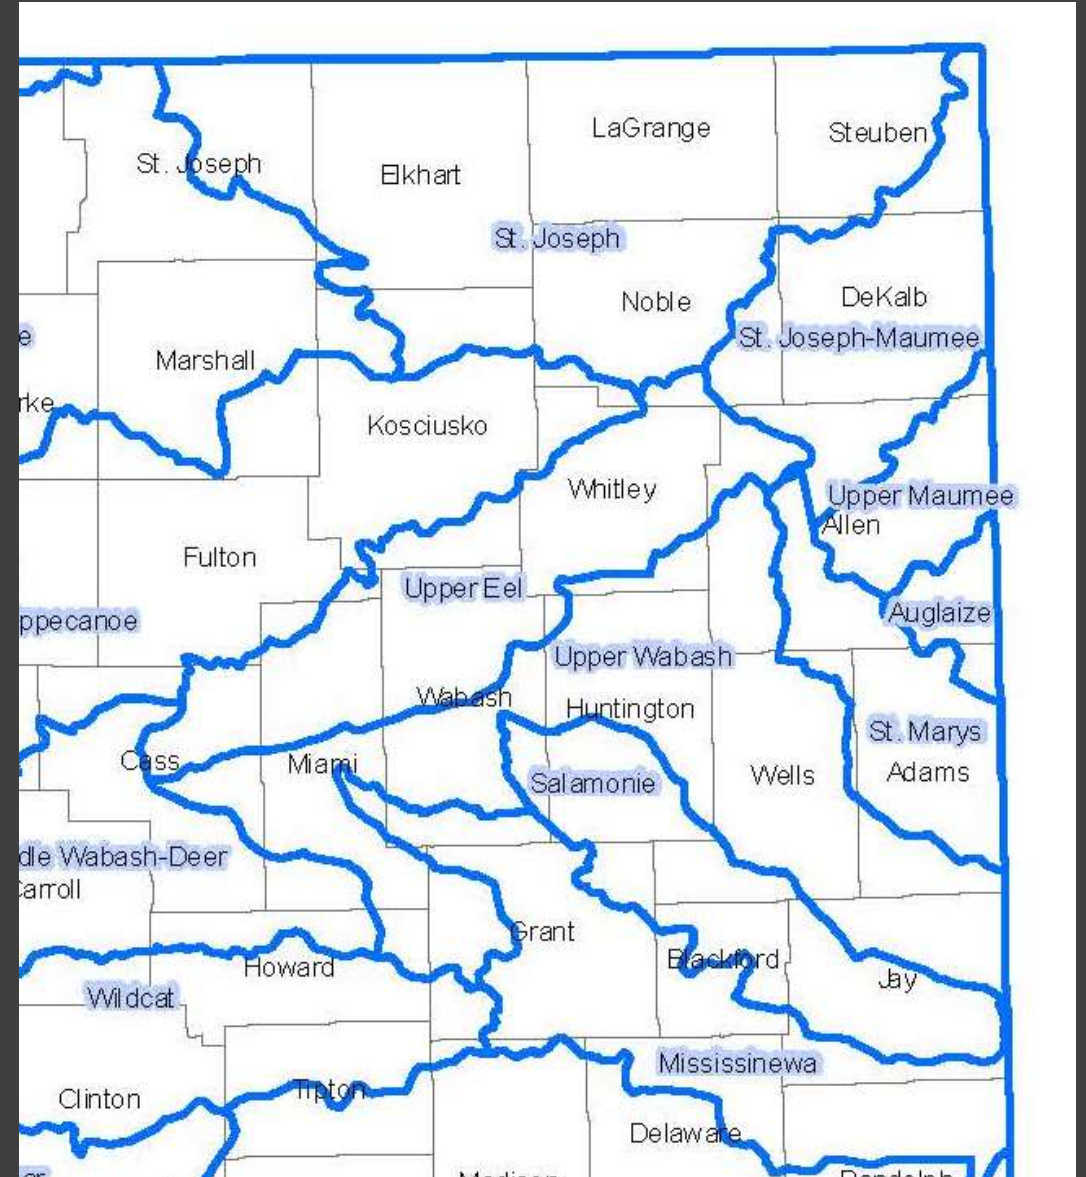 LaGrange
Steuben
St. Joseph
Elkhart
St. Joseph
DeKalb
Noble
St. Joseph-Maumee
e
Marshall
rke
Kosciusko
Whitley
Upper Maumee
Allen
Fulton
Upper Eel
Auglaize
ppecanoe
Upper Wabash
Wabash
Huntington
St. Marys
Cass
Miami
Adams
Wells
Salamonie
dle Wabash-Deer
Carroll
Grant
Blackford
Howard
Jay
Wildcat
Mississinewa
Tipton
Clinton
Delaware